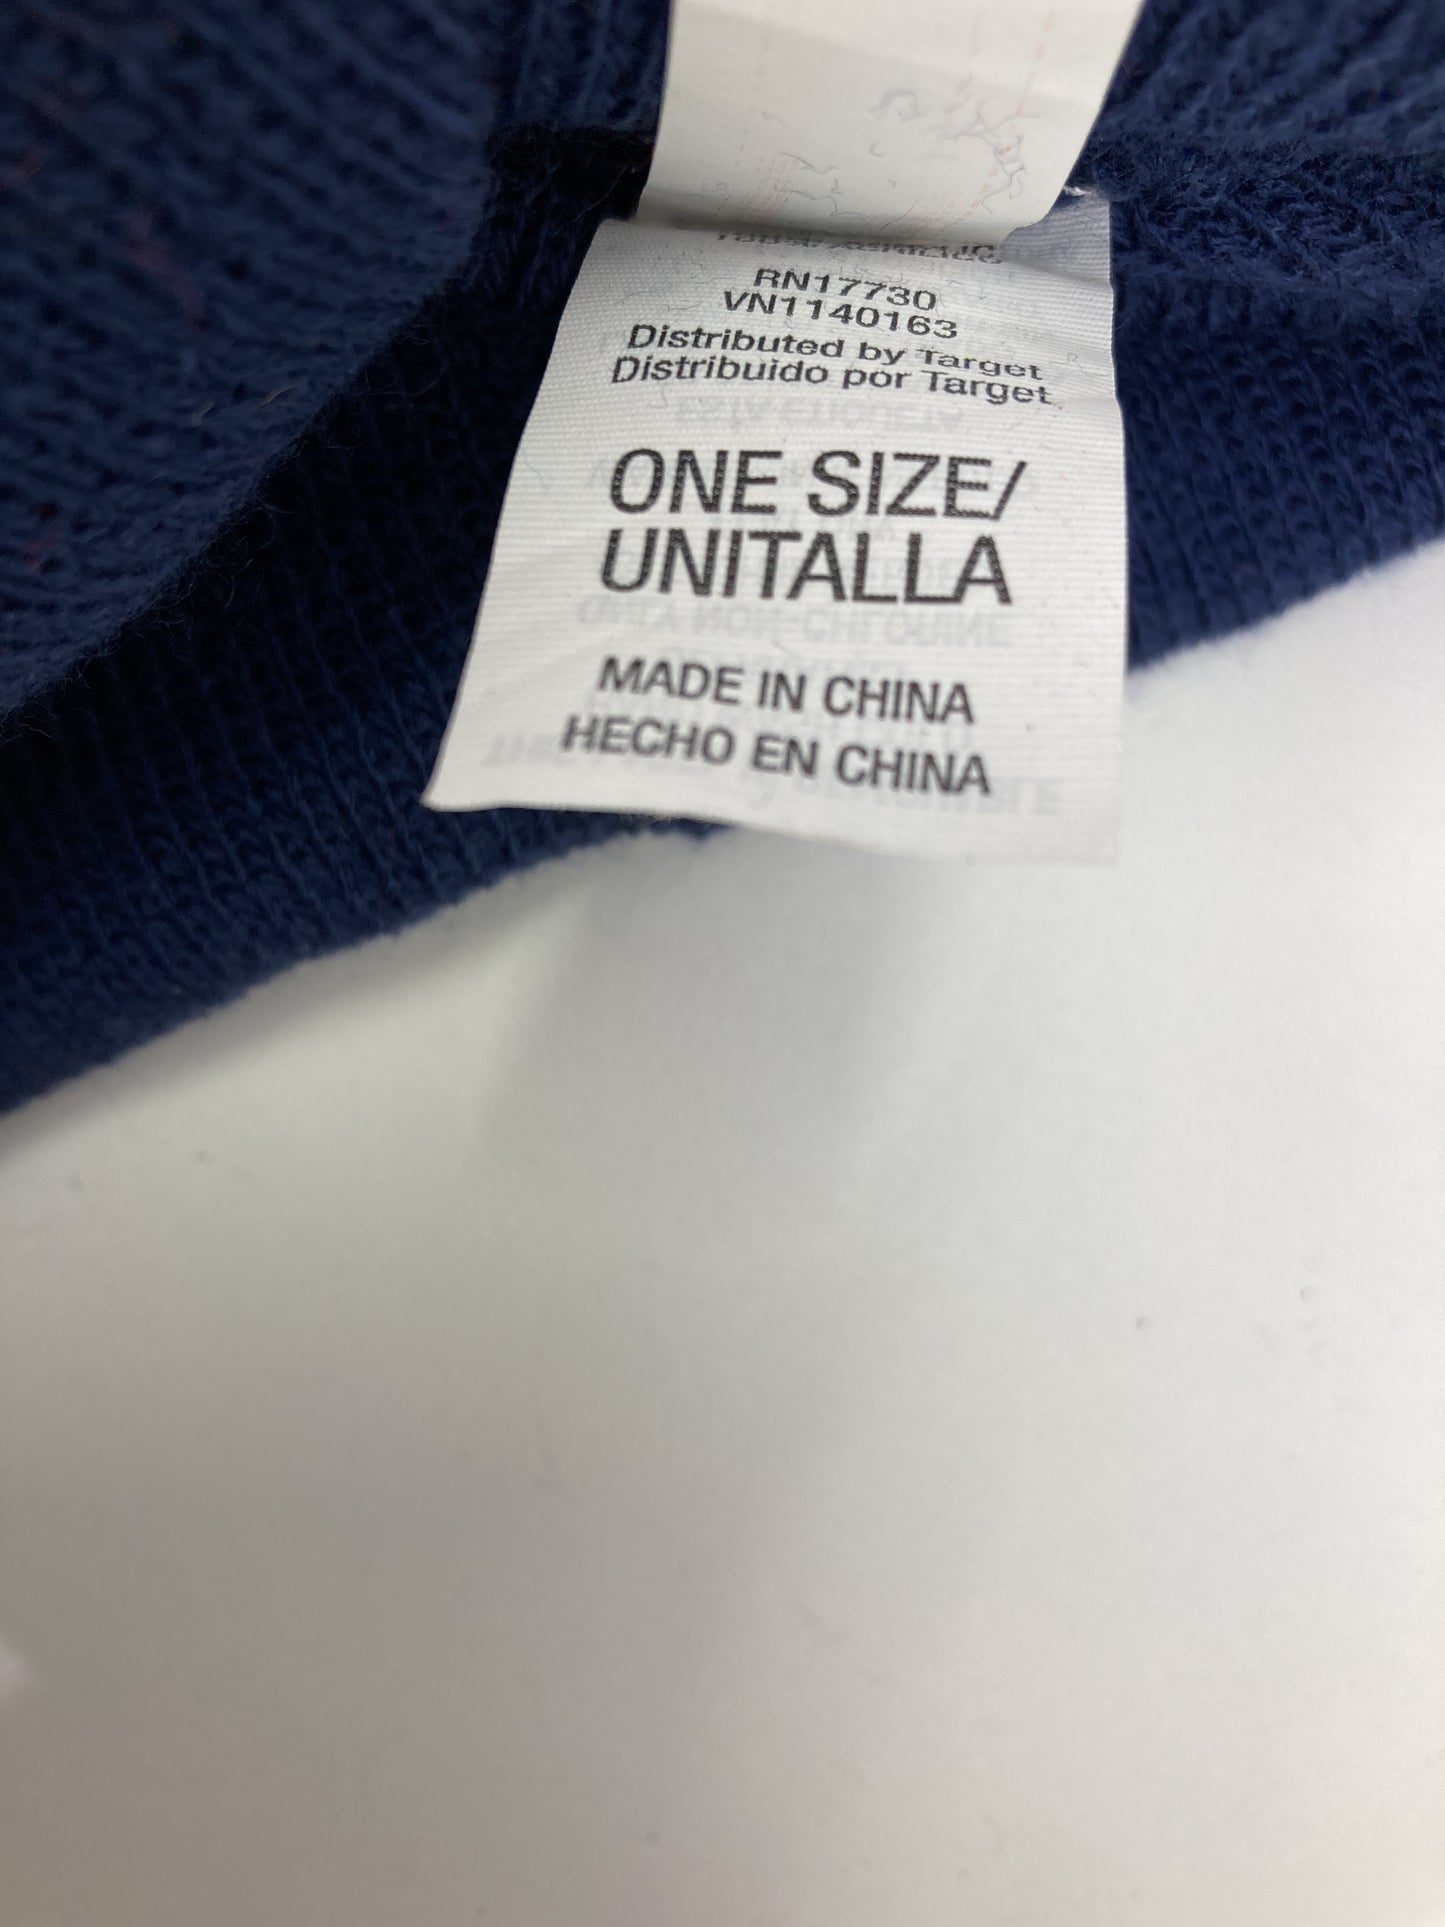 RN17730
VN1140163
Distributed by Target
Distribuido por Target
ONE SIZE/
UNITALLA
MADE IN CHINA
HECHO EN CHINA